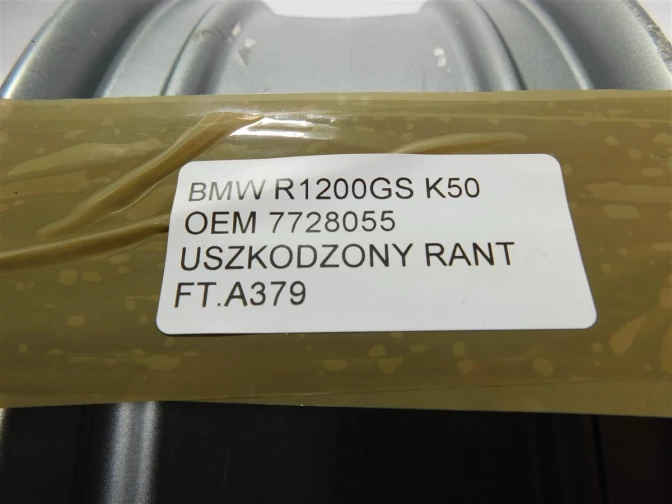 BMW R1200GS K50
OEM 7728055
USZKODZONY RANT
FT.A379